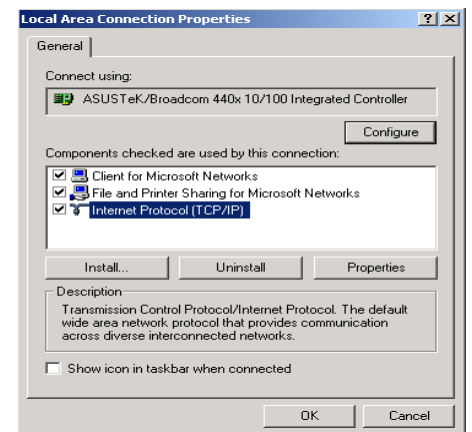 Local Area Connection Properties
General
Connect using:
ASUSTeK/Broadcom 440x 10/100 Integrated Controller
Configure
Components checked are used by this connection:
Client for Microsoft Networks
File and Printer Sharing for Microsoft Networks
Internet Protocol (TCP/IP)
Install... Uninstall Properties
Description
Transmission Control Protocol/Internet Protocol. The default
wide area network protocol that provides communication
across diverse interconnected networks.
Show icon in taskbar when connected
OK Cancel